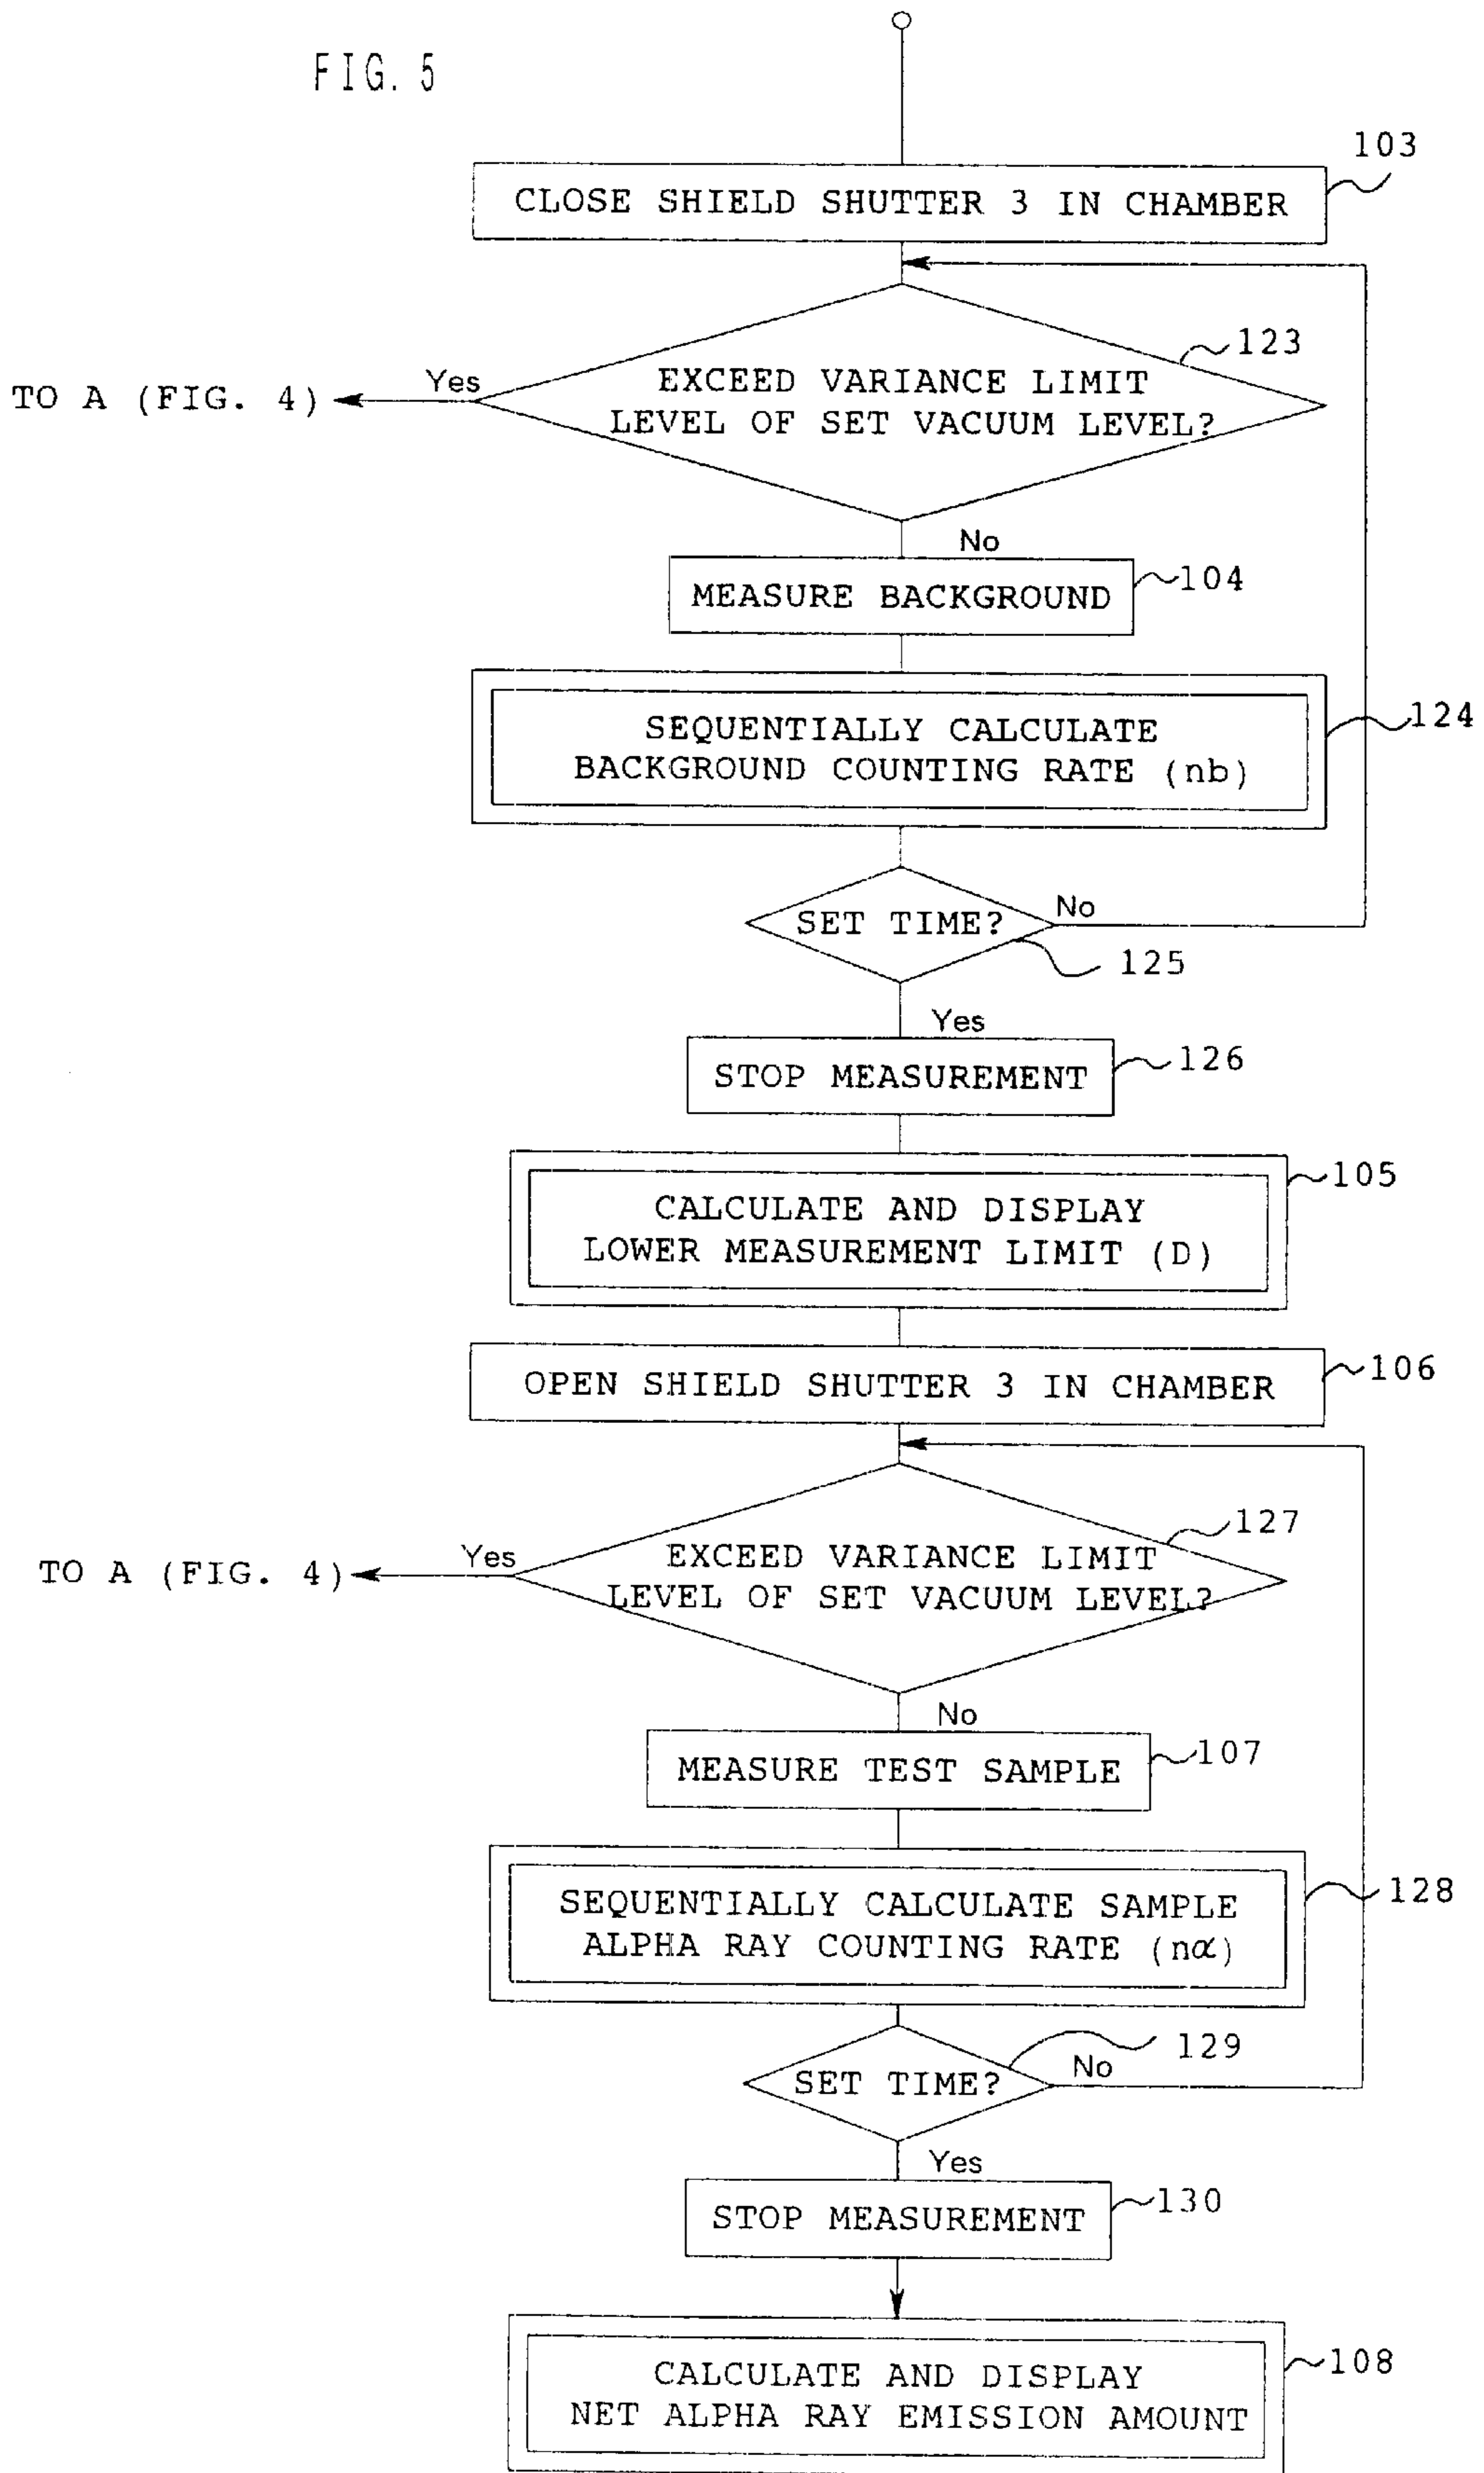 FIG. 5
103
CLOSE SHIELD SHUTTER 3 IN CHAMBER
123
EXCEED VARIANCE LIMIT
LEVEL OF SET VACUUM LEVEL?
Yes
TO A (FIG. 4)
No
MEASURE BACKGROUND
104
SEQUENTIALLY CALCULATE
BACKGROUND COUNTING RATE (nb)
124
SET TIME?
No
125
Yes
STOP MEASUREMENT
126
CALCULATE AND DISPLAY
LOWER MEASUREMENT LIMIT (D)
105
OPEN SHIELD SHUTTER 3 IN CHAMBER
106
127
EXCEED VARIANCE LIMIT
LEVEL OF SET VACUUM LEVEL?
Yes
TO A (FIG. 4)
No
MEASURE TEST SAMPLE
107
SEQUENTIALLY CALCULATE SAMPLE
ALPHA RAY COUNTING RATE (nα)
128
129
SET TIME?
No
Yes
STOP MEASUREMENT
130
CALCULATE AND DISPLAY
NET ALPHA RAY EMISSION AMOUNT
108